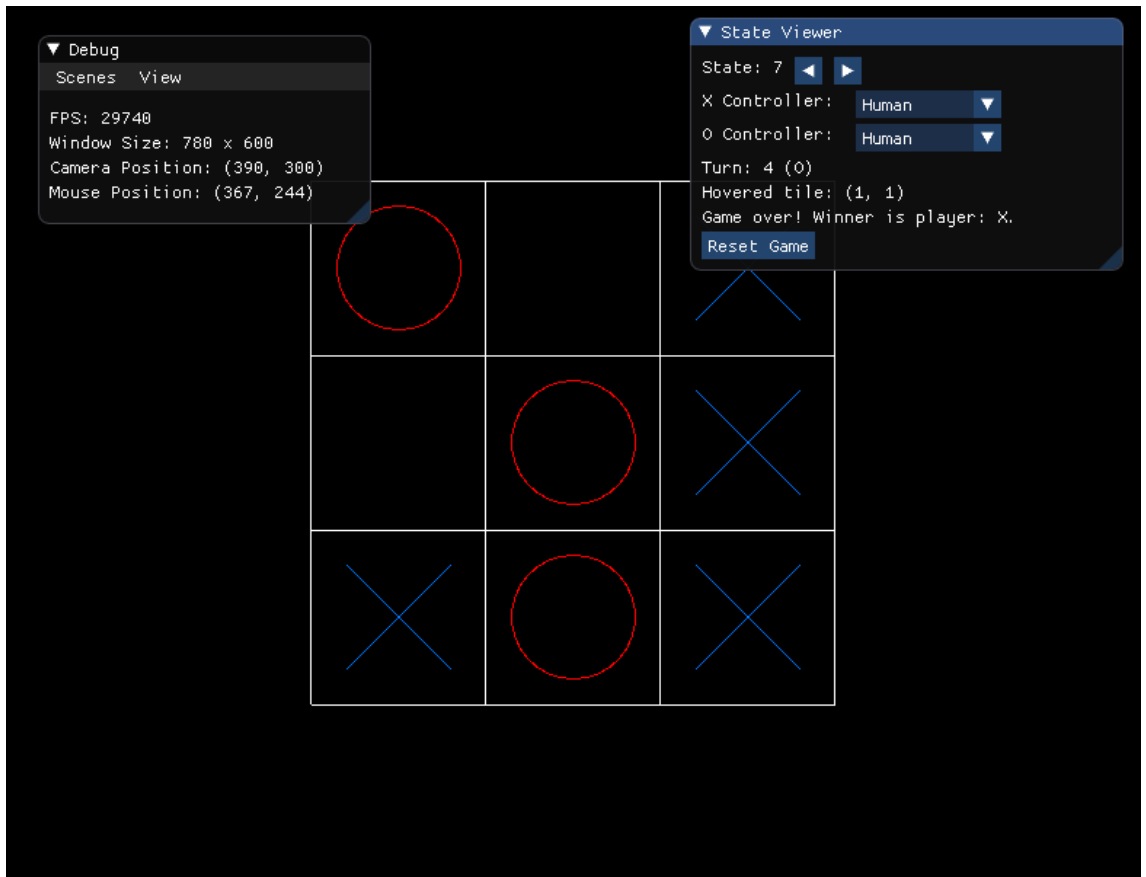 Debug
Scenes View
FPS: 29740
Window Size: 780 x 600
Camera Position: (390, 300)
Mouse Position: (367, 244)
State Viewer
State: 7
X Controller: Human
O Controller: Human
Turn: 4 (O)
Hovered tile: (1, 1)
Game over! Winner is player: X.
Reset Game